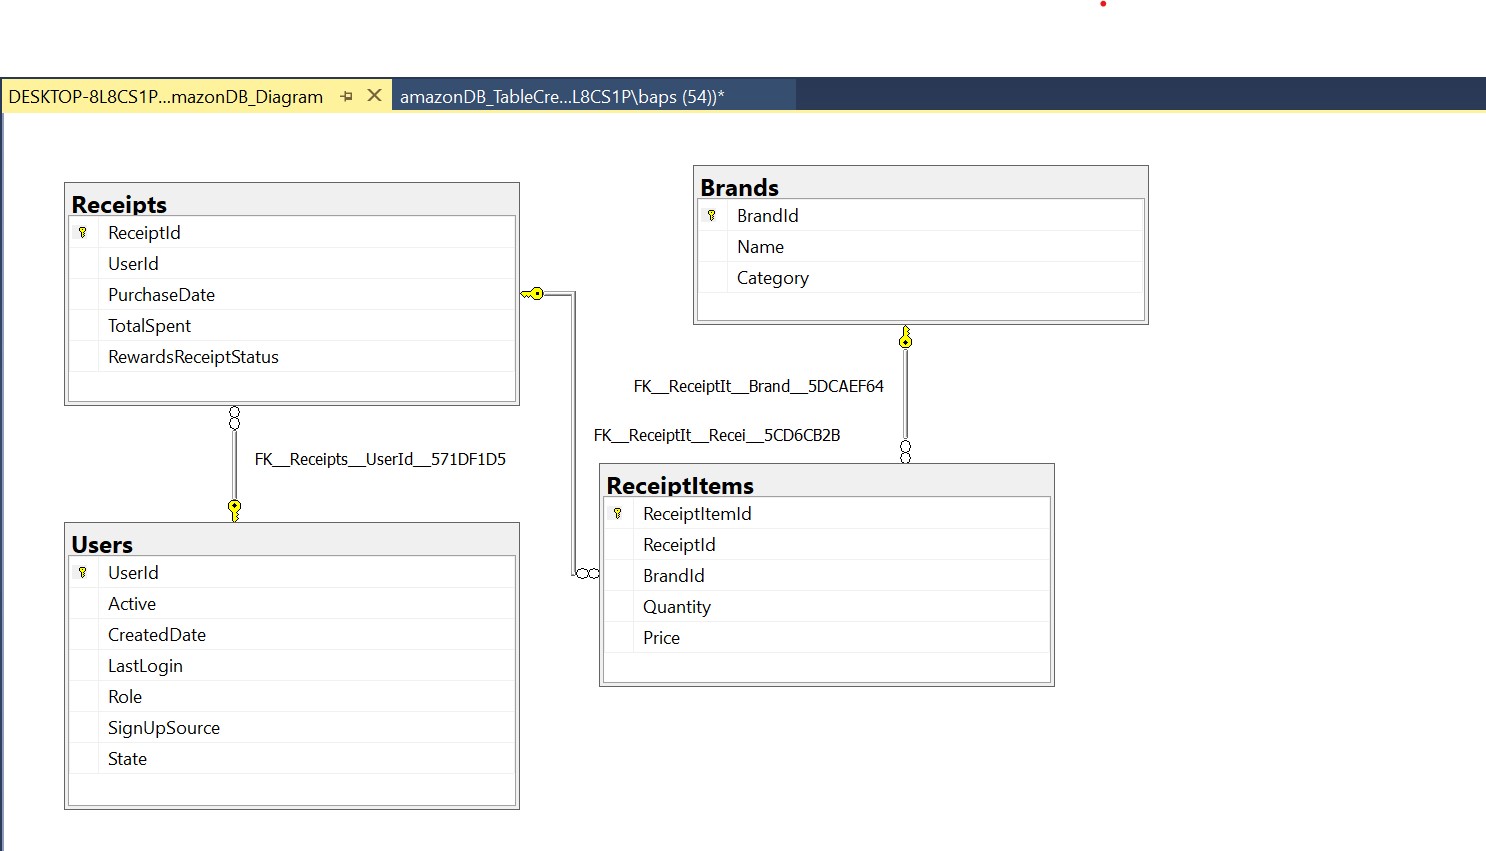 DESKTOP-8L8CS1P...mazonDB_Diagram
amazonDB_TableCre...L8CS1P\baps (54))*
Receipts
ReceiptId
UserId
PurchaseDate
TotalSpent
RewardsReceiptStatus
Brands
BrandId
Name
Category
FK__ReceiptIt__Brand__5DCAEF64
FK__ReceiptIt__Recei__5CD6CB2B
FK__Receipts__UserId__571DF1D5
Users
UserId
Active
CreatedDate
LastLogin
Role
SignUpSource
State
ReceiptItems
ReceiptItemId
ReceiptId
BrandId
Quantity
Price